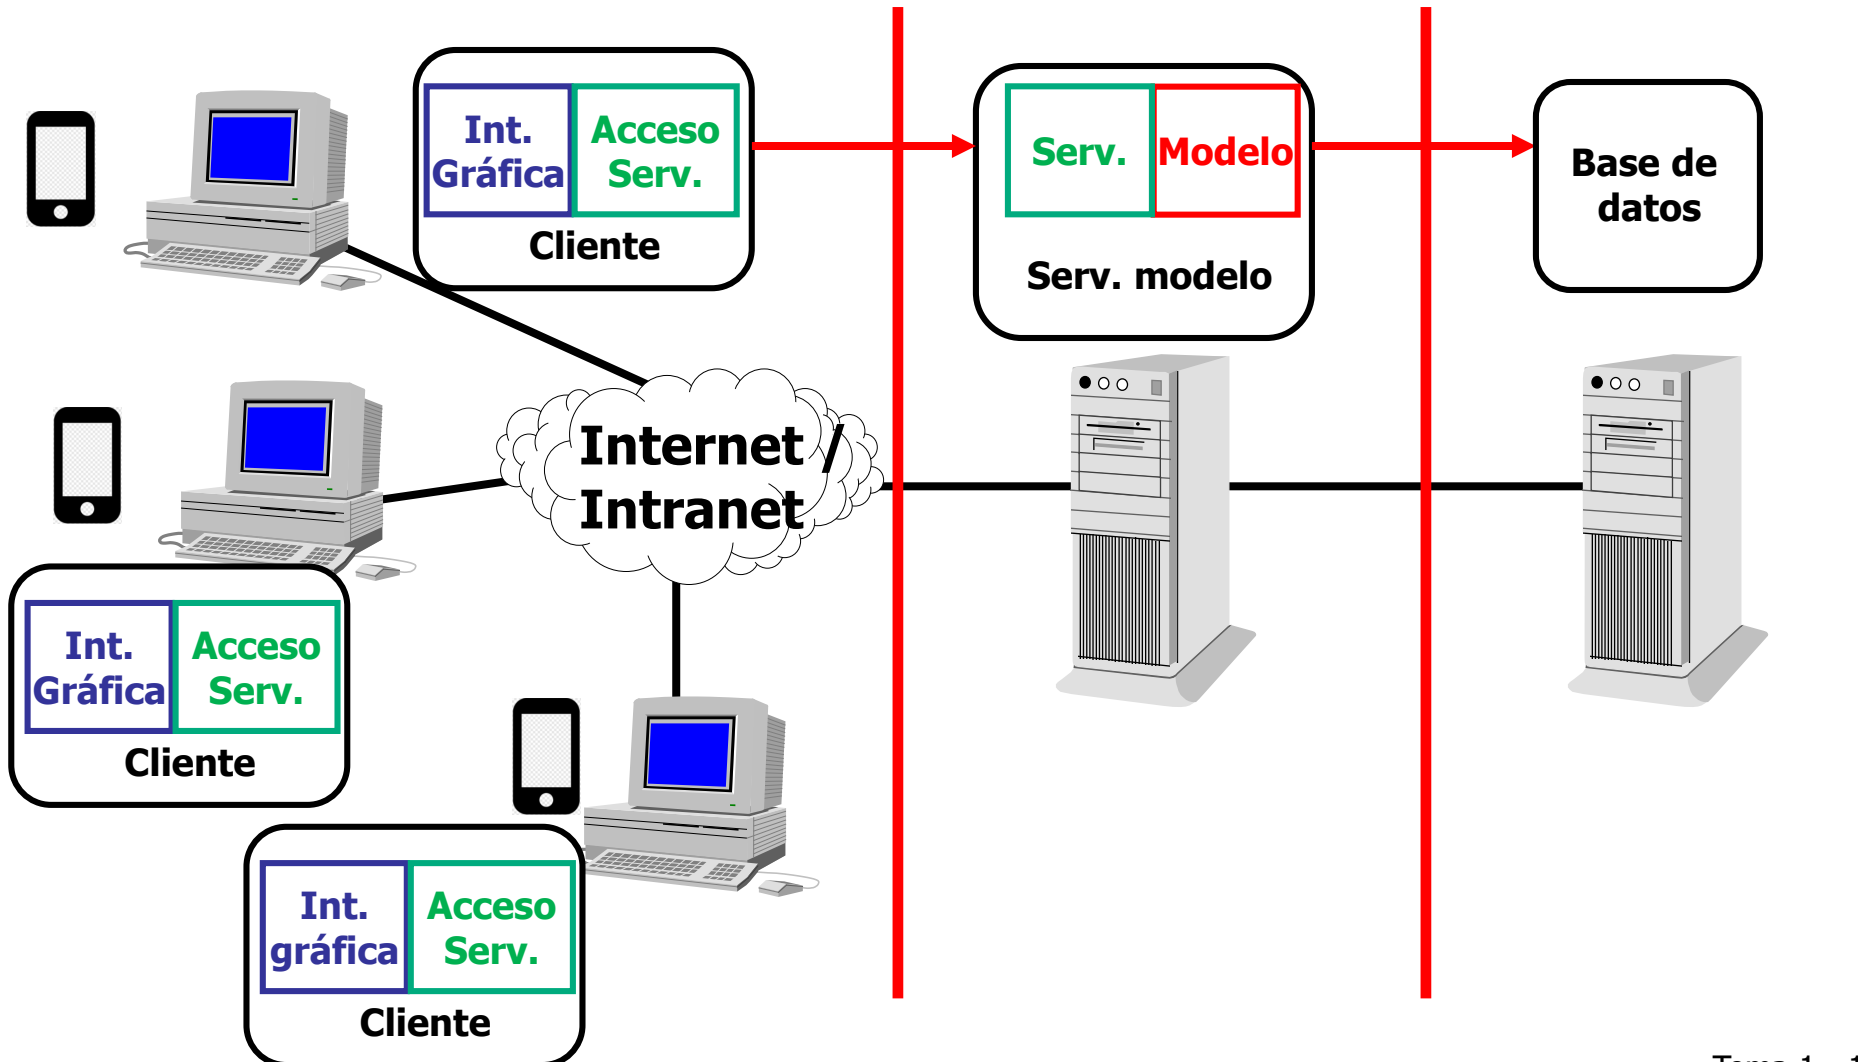 Int.
Gráfica
Acceso
Serv.
Cliente
Serv.
Modelo
Serv. modelo
Base de
datos
Internet /
Intranet
Int.
Gráfica
Acceso
Serv.
Cliente
Int.
gráfica
Acceso
Serv.
Cliente